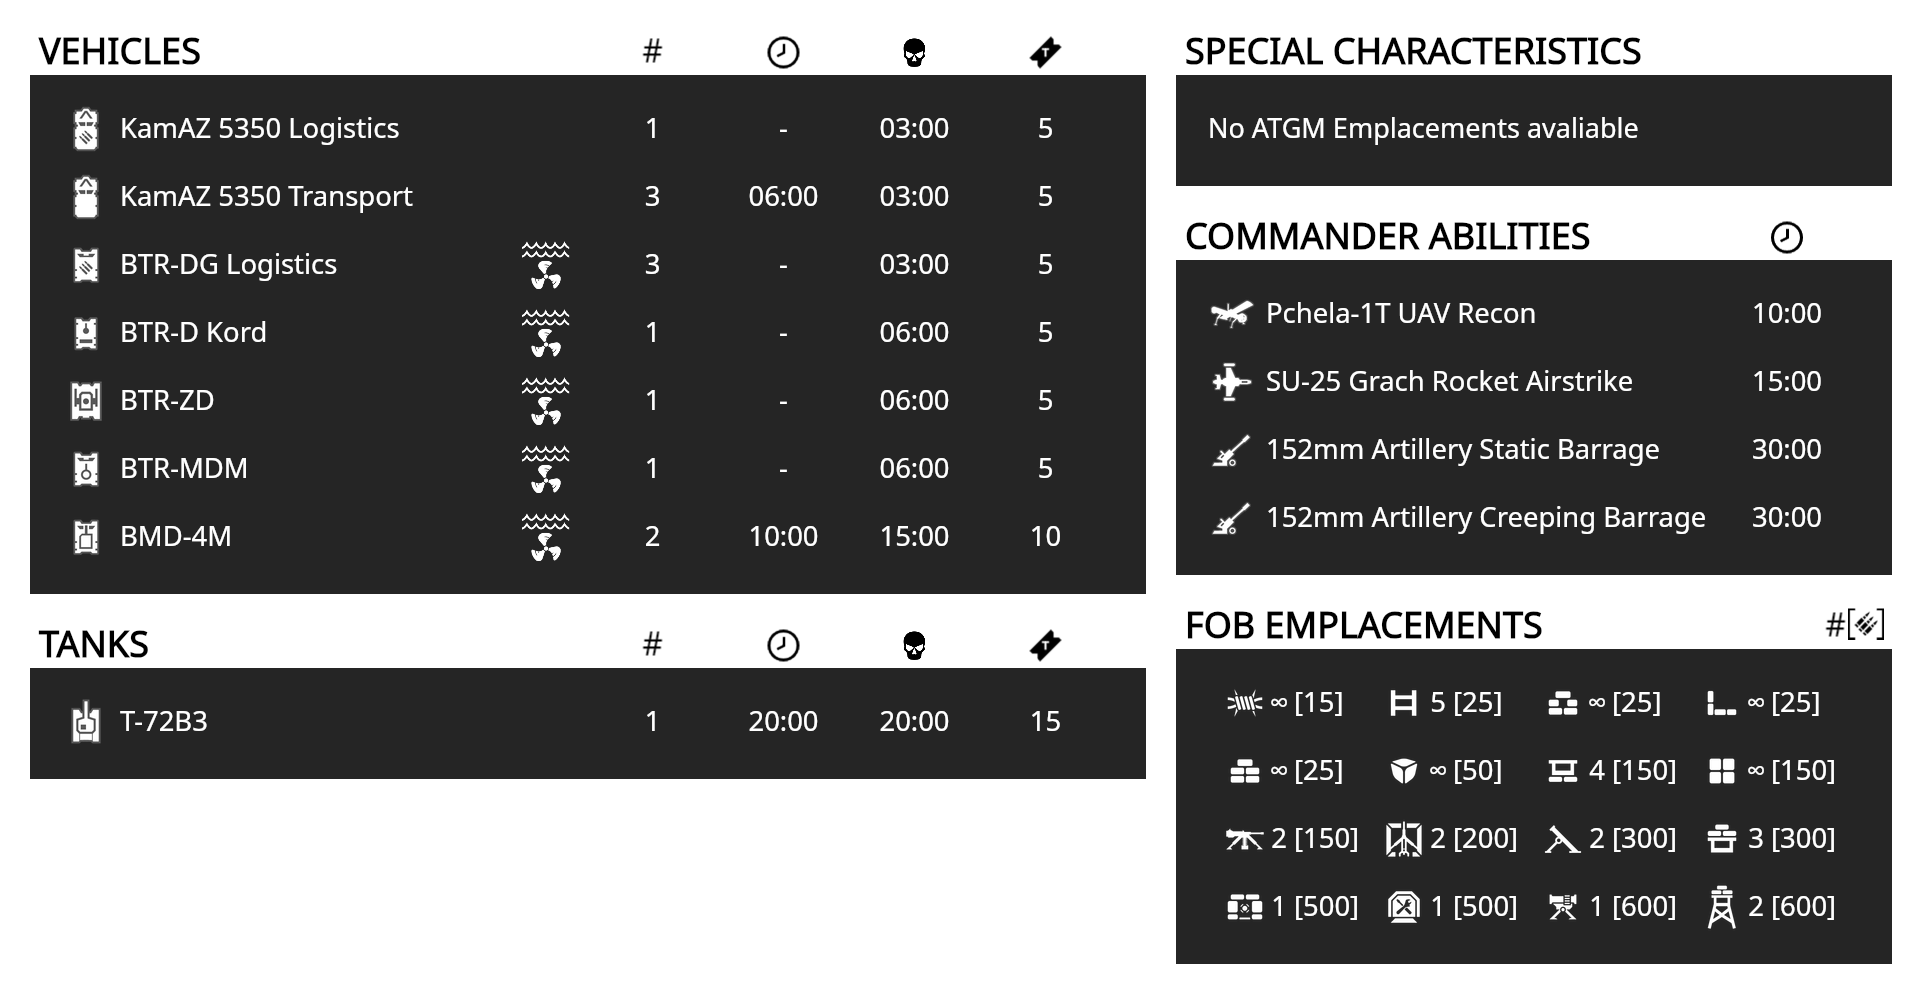 VEHICLES #
KamAZ 5350 Logistics 1 - 03:00 5
KamAZ 5350 Transport 3 06:00 03:00 5
BTR-DG Logistics 3 - 03:00 5
BTR-D Kord 1 - 06:00 5
BTR-ZD 1 - 06:00 5
BTR-MDM 1 - 06:00 5
BMD-4M 2 10:00 15:00 10
TANKS #
T-72B3 1 20:00 20:00 15
SPECIAL CHARACTERISTICS
No ATGM Emplacements avaliable
COMMANDER ABILITIES
Pchela-1T UAV Recon 10:00
SU-25 Grach Rocket Airstrike 15:00
152mm Artillery Static Barrage 30:00
152mm Artillery Creeping Barrage 30:00
FOB EMPLACEMENTS #[ ]
∞ [15] 5 [25] ∞ [25] ∞ [25]
∞ [25] ∞ [50] 4 [150] ∞ [150]
2 [150] 2 [200] 2 [300] 3 [300]
1 [500] 1 [500] 1 [600] 2 [600]